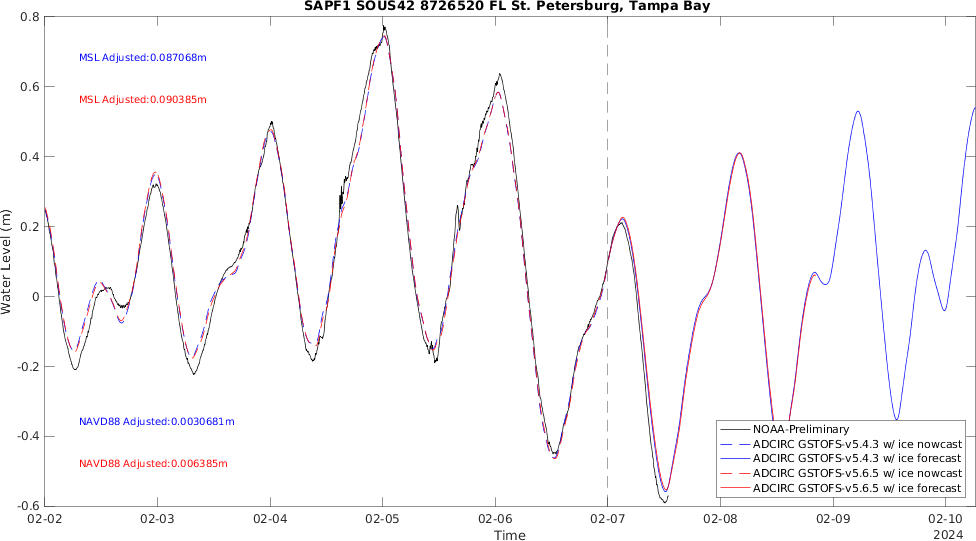 SAPF1 SOUS42 8726520 FL St. Petersburg, Tampa Bay
0.8
0.6
0.4
0.2
0
-0.2
-0.4
-0.6
Water Level (m)
MSL Adjusted:0.087068m
MSL Adjusted:0.090385m
NAVD88 Adjusted:0.0030681m
NAVD88 Adjusted:0.006385m
NOAA-Preliminary
ADCIRC GSTOFS-v5.4.3 w/ ice nowcast
ADCIRC GSTOFS-v5.4.3 w/ ice forecast
ADCIRC GSTOFS-v5.6.5 w/ ice nowcast
ADCIRC GSTOFS-v5.6.5 w/ ice forecast
02-02 02-03 02-04 02-05 02-06 02-07 02-08 02-09 02-10
2024
Time